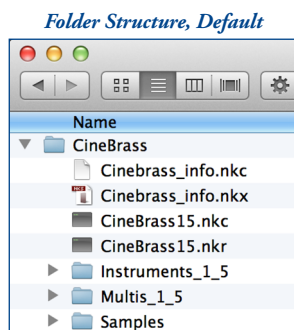 Folder Structure, Default
Name
CineBrass
Cinebrass_info.nkc
Cinebrass_info.nkx
CineBrass15.nkc
CineBrass15.nkr
Instruments_1_5
Multis_1_5
Samples